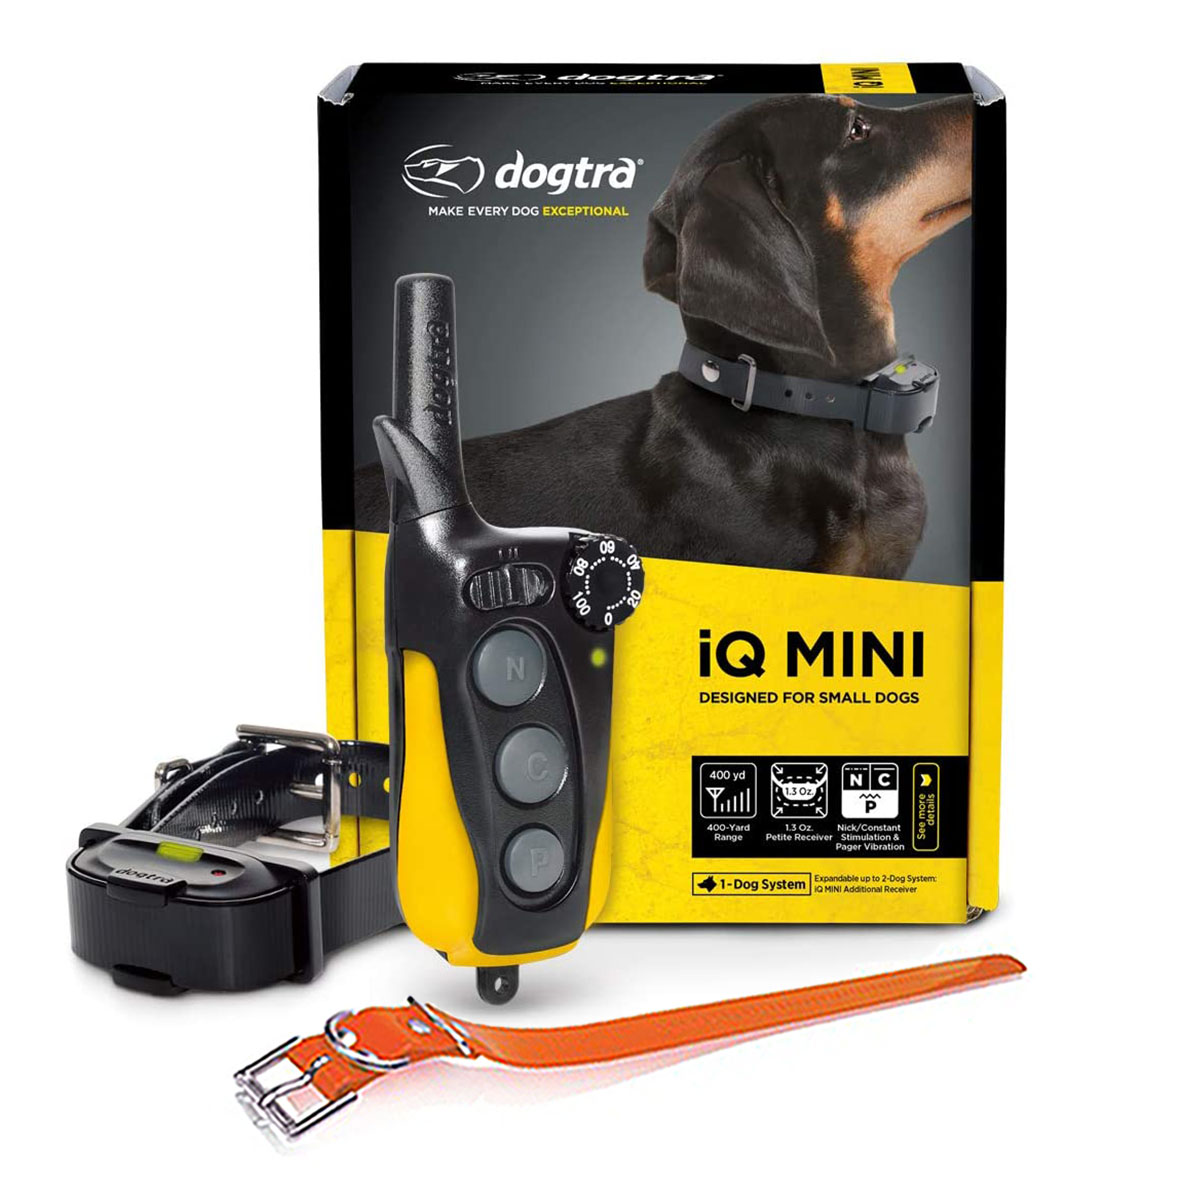 dogtra
MAKE EVERY DOG EXCEPTIONAL
iQ MINI
dogtra®
MAKE EVERY DOG EXCEPTIONAL
dogtra
0 20 40 60 80 100
I II
N
C
P
dogtra
iQ MINI
DESIGNED FOR SMALL DOGS
400 yd
400-Yard
Range
1.3 Oz.
1.3 Oz.
Petite Receiver
N C
P
Nick/Constant
Stimulation &
Pager Vibration
See more
details
1-Dog System
Expandable up to 2-Dog System:
iQ MINI Additional Receiver